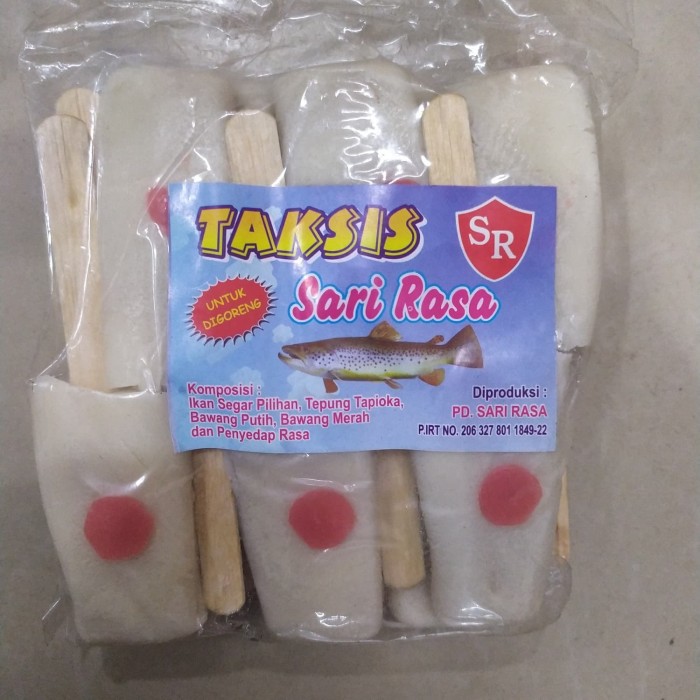 TAKSIS
SR
UNTUK
DIGORENG
Sari Rasa
Komposisi :
Ikan Segar Pilihan, Tepung Tapioka,
Bawang Putih, Bawang Merah
dan Penyedap Rasa
Diproduksi :
PD. SARI RASA
P.IRT NO. 206 327 801 1849-22